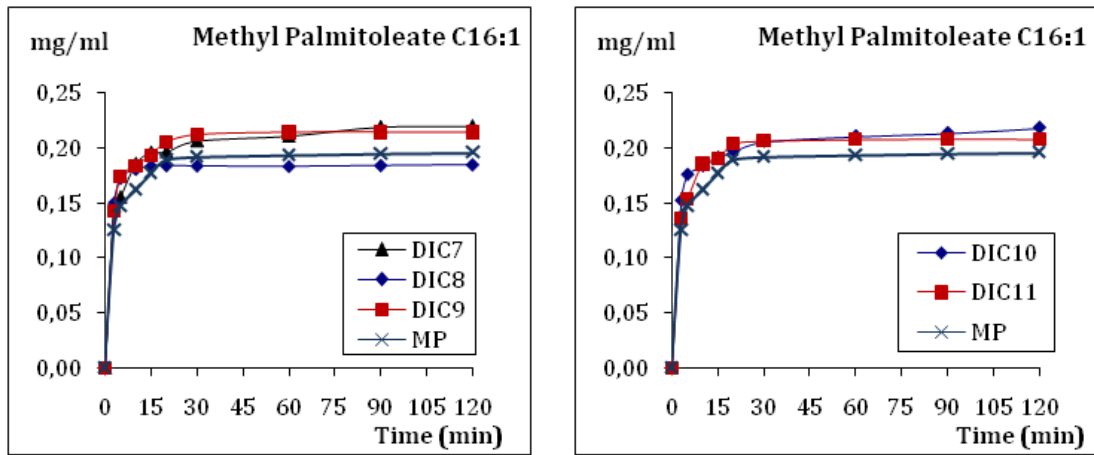 mg/ml
Methyl Palmitoleate C16:1
0,25
0,20
0,15
0,10
0,05
0,00
DIC7
DIC8
DIC9
MP
0 15 30 45 60 75 90 105 120
Time (min)
mg/ml
Methyl Palmitoleate C16:1
0,25
0,20
0,15
0,10
0,05
0,00
DIC10
DIC11
MP
0 15 30 45 60 75 90 105 120
Time (min)